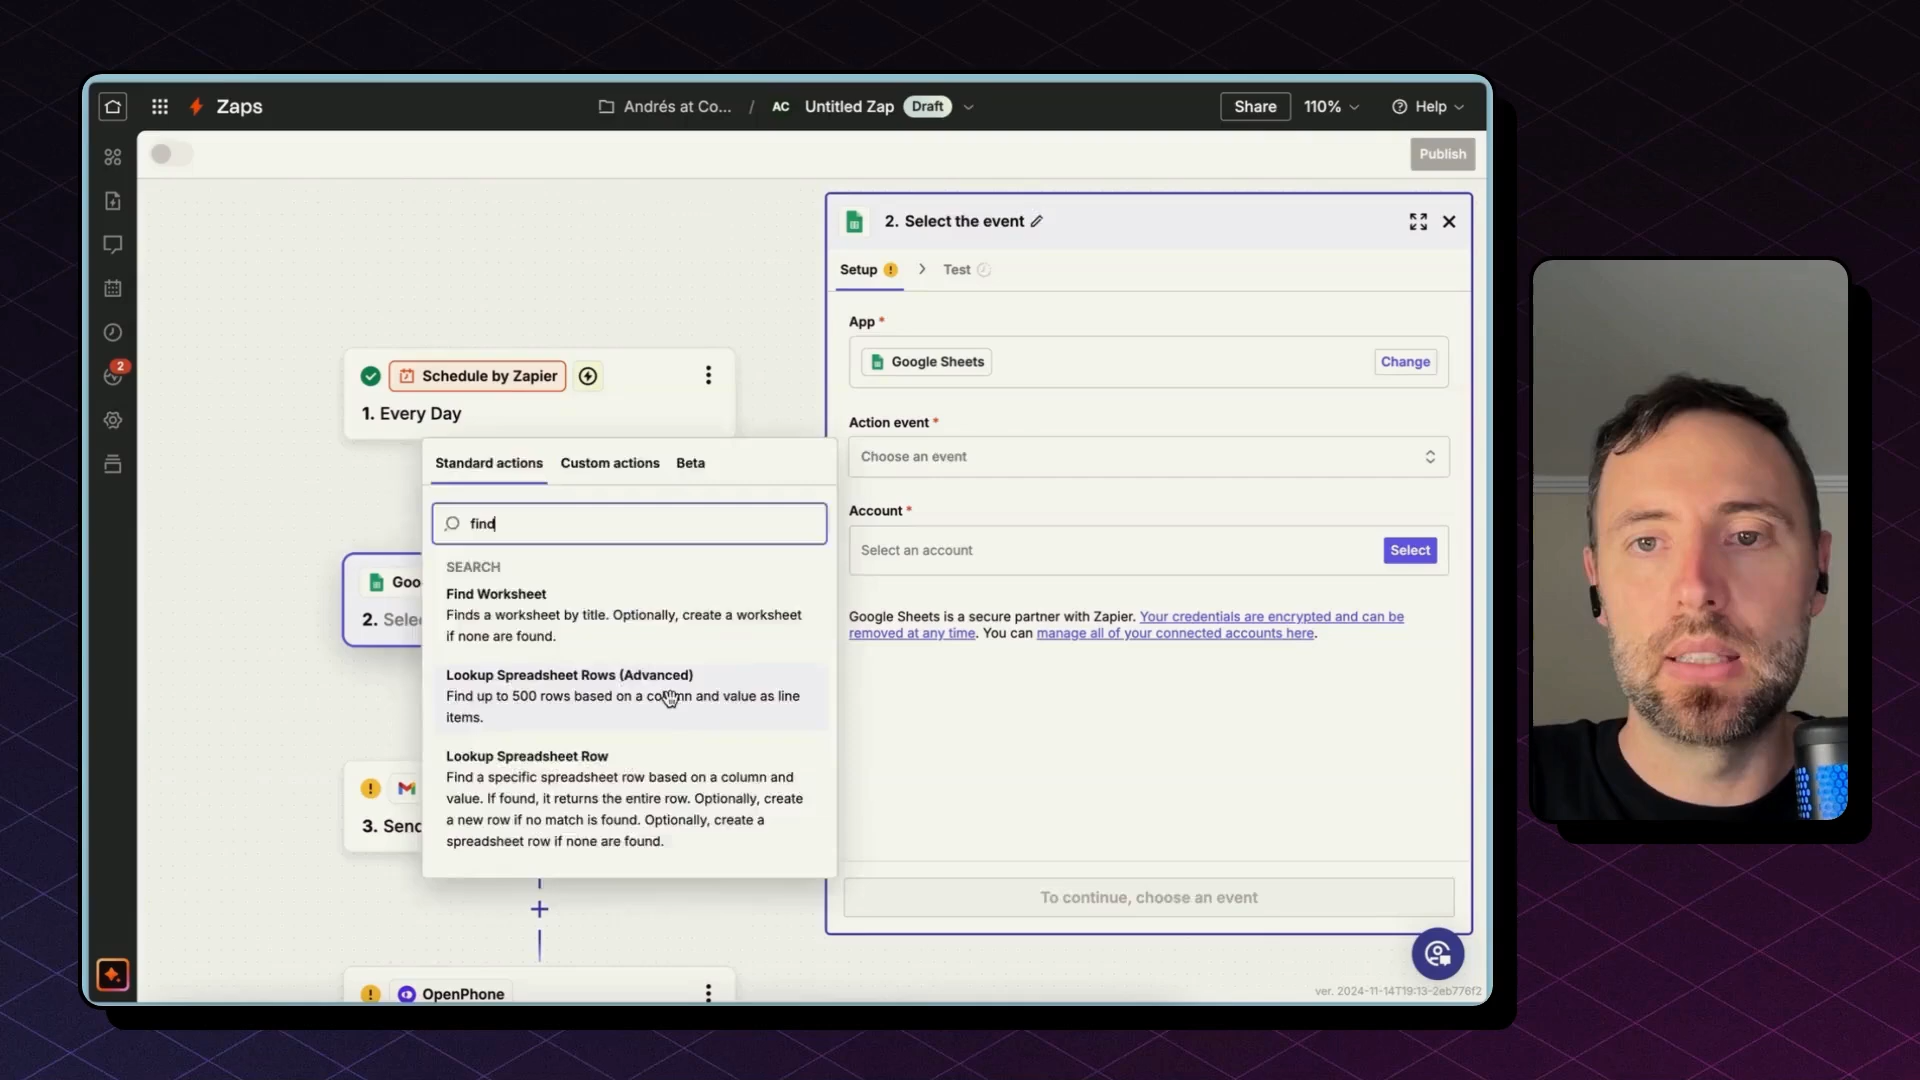 Zaps
Andrés at Co... / AC Untitled Zap Draft
Share 110% Help
Publish
2
Schedule by Zapier
1. Every Day
Goo
2. Sele
3. Send
OpenPhone
Standard actions Custom actions Beta
find
SEARCH
Find Worksheet
Finds a worksheet by title. Optionally, create a worksheet
if none are found.
Lookup Spreadsheet Rows (Advanced)
Find up to 500 rows based on a column and value as line
items.
Lookup Spreadsheet Row
Find a specific spreadsheet row based on a column and
value. If found, it returns the entire row. Optionally, create
a new row if no match is found. Optionally, create a
spreadsheet row if none are found.
2. Select the event
Setup Test
App *
Google Sheets Change
Action event *
Choose an event
Account *
Select an account Select
Google Sheets is a secure partner with Zapier. Your credentials are encrypted and can be
removed at any time. You can manage all of your connected accounts here.
To continue, choose an event
ver. 2024-11-14T19:13-2eb776f2